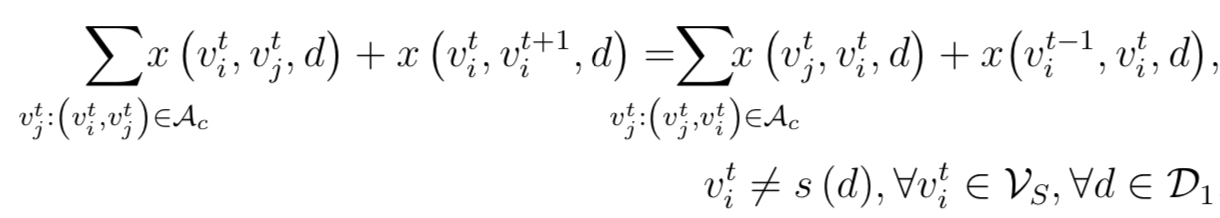 ∑ x (v_i^t, v_j^t, d) + x (v_i^t, v_i^{t+1}, d) = ∑ x (v_j^t, v_i^t, d) + x(v_i^{t−1}, v_i^t, d),
v_j^t:(v_i^t,v_j^t)∈𝒜_c v_j^t:(v_j^t,v_i^t)∈𝒜_c
v_i^t ≠ s (d), ∀v_i^t ∈ 𝒱_S, ∀d ∈ 𝒟_1